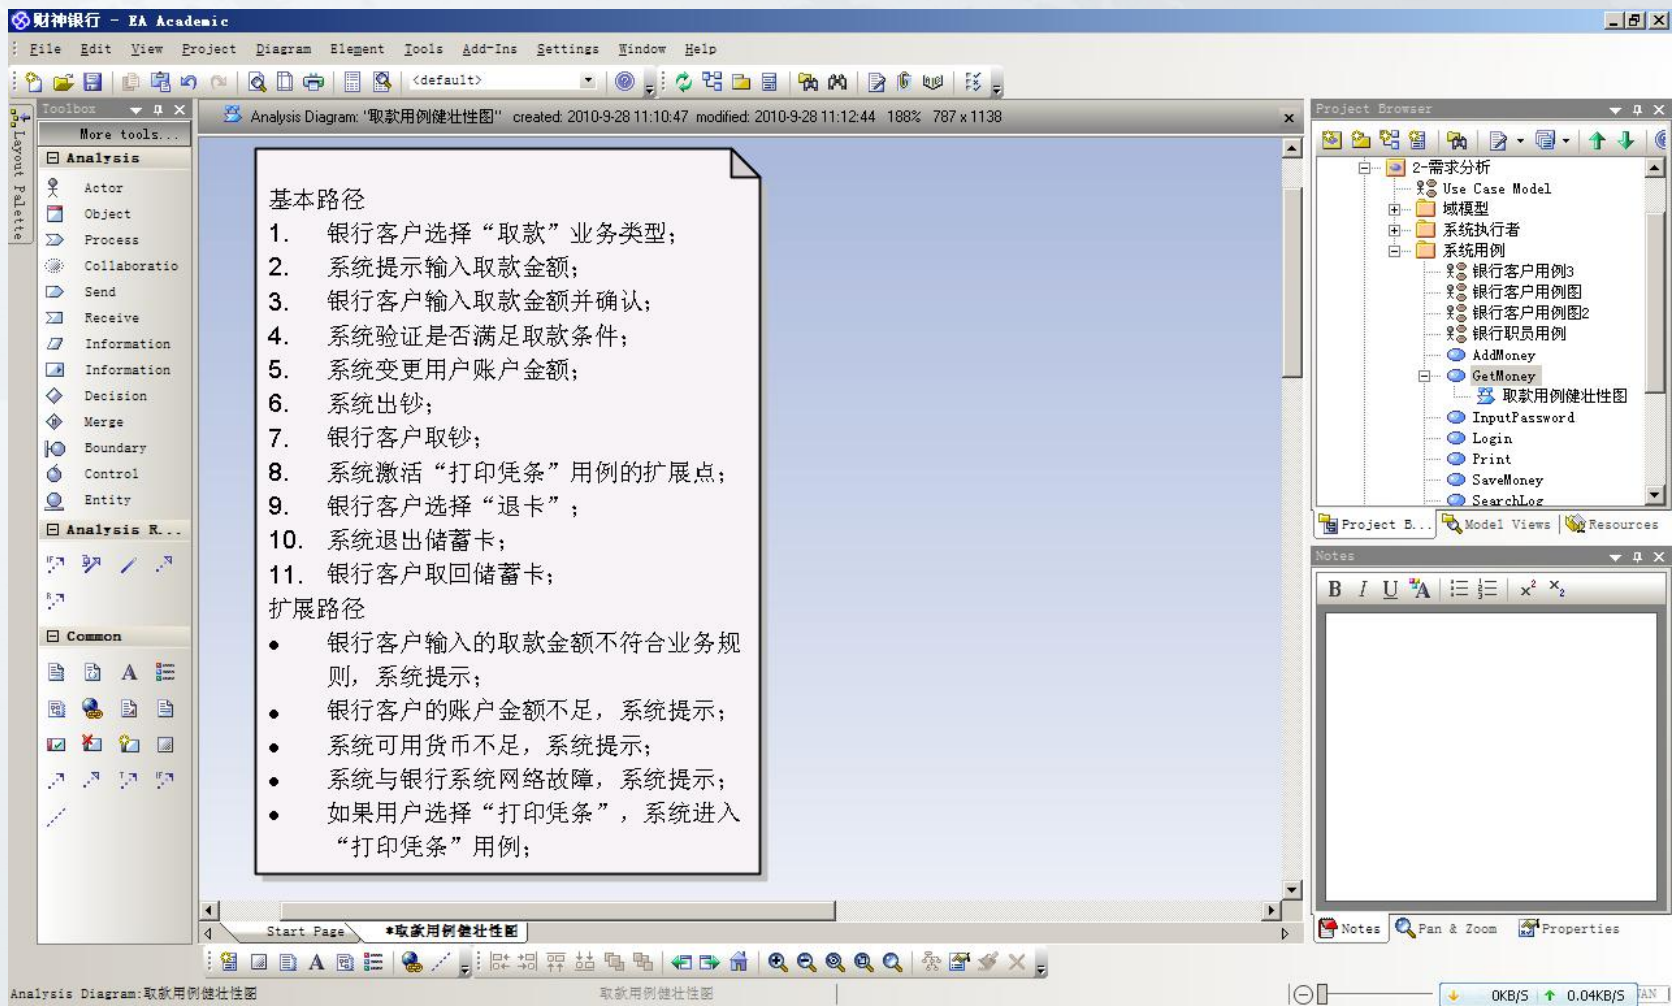 财神银行 - EA Academic
File Edit View Project Diagram Element Tools Add-Ins Settings Window Help
<default>
Toolbox
More tools...
Layout Palette
Analysis
Actor
Object
Process
Collaboratio
Send
Receive
Information
Information
Decision
Merge
Boundary
Control
Entity
Analysis R...
Common
Analysis Diagram: "取款用例健壮性图" created: 2010-9-28 11:10:47 modified: 2010-9-28 11:12:44 188% 787 x 1138
基本路径
1. 银行客户选择“取款”业务类型；
2. 系统提示输入取款金额；
3. 银行客户输入取款金额并确认；
4. 系统验证是否满足取款条件；
5. 系统变更用户账户金额；
6. 系统出钞；
7. 银行客户取钞；
8. 系统激活“打印凭条”用例的扩展点；
9. 银行客户选择“退卡”；
10. 系统退出储蓄卡；
11. 银行客户取回储蓄卡；
扩展路径
• 银行客户输入的取款金额不符合业务规
则，系统提示；
• 银行客户的账户金额不足，系统提示；
• 系统可用货币不足，系统提示；
• 系统与银行系统网络故障，系统提示；
• 如果用户选择“打印凭条”，系统进入
“打印凭条”用例；
Start Page *取款用例健壮性图
Project Browser
2-需求分析
Use Case Model
域模型
系统执行者
系统用例
银行客户用例3
银行客户用例图
银行客户用例图2
银行职员用例
AddMoney
GetMoney
取款用例健壮性图
InputPassword
Login
Print
SaveMoney
SearchLog
Project B... Model Views Resources
Notes
B I U A x² ×₂
Notes Pan & Zoom Properties
Analysis Diagram:取款用例健壮性图
取款用例健壮性图
0KB/S 0.04KB/S